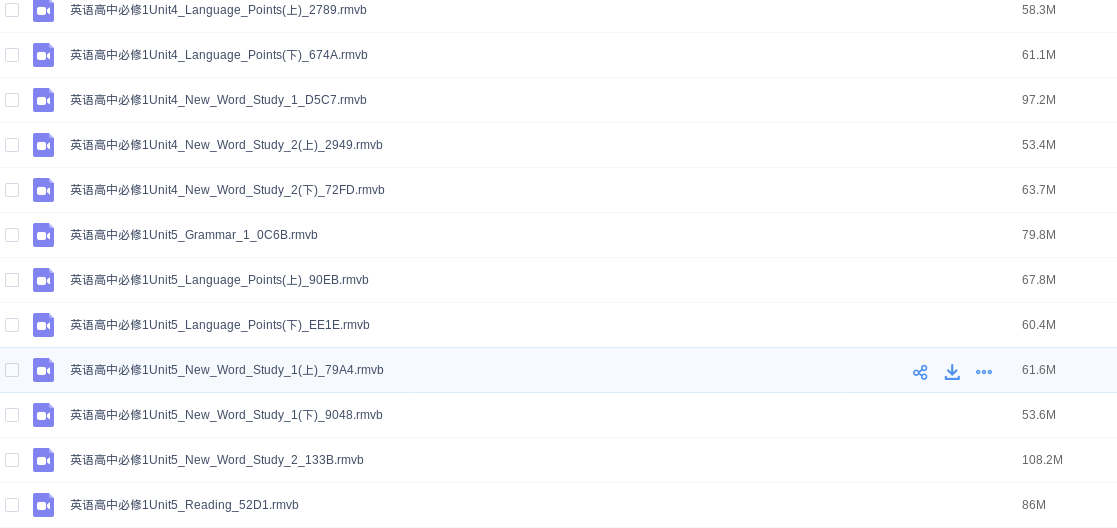 英语高中必修1Unit4_Language_Points(上)_2789.rmvb 58.3M
英语高中必修1Unit4_Language_Points(下)_674A.rmvb 61.1M
英语高中必修1Unit4_New_Word_Study_1_D5C7.rmvb 97.2M
英语高中必修1Unit4_New_Word_Study_2(上)_2949.rmvb 53.4M
英语高中必修1Unit4_New_Word_Study_2(下)_72FD.rmvb 63.7M
英语高中必修1Unit5_Grammar_1_0C6B.rmvb 79.8M
英语高中必修1Unit5_Language_Points(上)_90EB.rmvb 67.8M
英语高中必修1Unit5_Language_Points(下)_EE1E.rmvb 60.4M
英语高中必修1Unit5_New_Word_Study_1(上)_79A4.rmvb 61.6M
英语高中必修1Unit5_New_Word_Study_1(下)_9048.rmvb 53.6M
英语高中必修1Unit5_New_Word_Study_2_133B.rmvb 108.2M
英语高中必修1Unit5_Reading_52D1.rmvb 86M